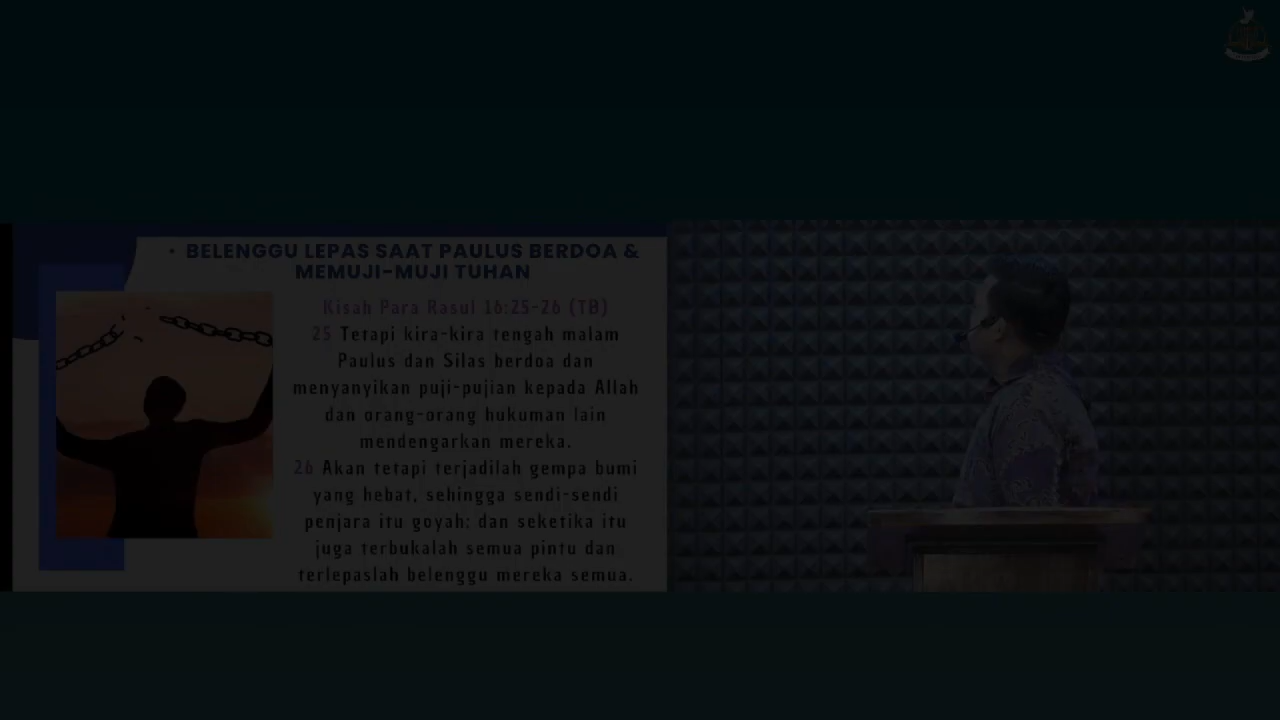 • BELENGGU LEPAS SAAT PAULUS BERDOA &
MEMUJI-MUJI TUHAN
Kisah Para Rasul 16:25-26 (TB)
25 Tetapi kira-kira tengah malam
Paulus dan Silas berdoa dan
menyanyikan puji-pujian kepada Allah
dan orang-orang hukuman lain
mendengarkan mereka.
26 Akan tetapi terjadilah gempa bumi
yang hebat, sehingga sendi-sendi
penjara itu goyah; dan seketika itu
juga terbukalah semua pintu dan
terlepaslah belenggu mereka semua.